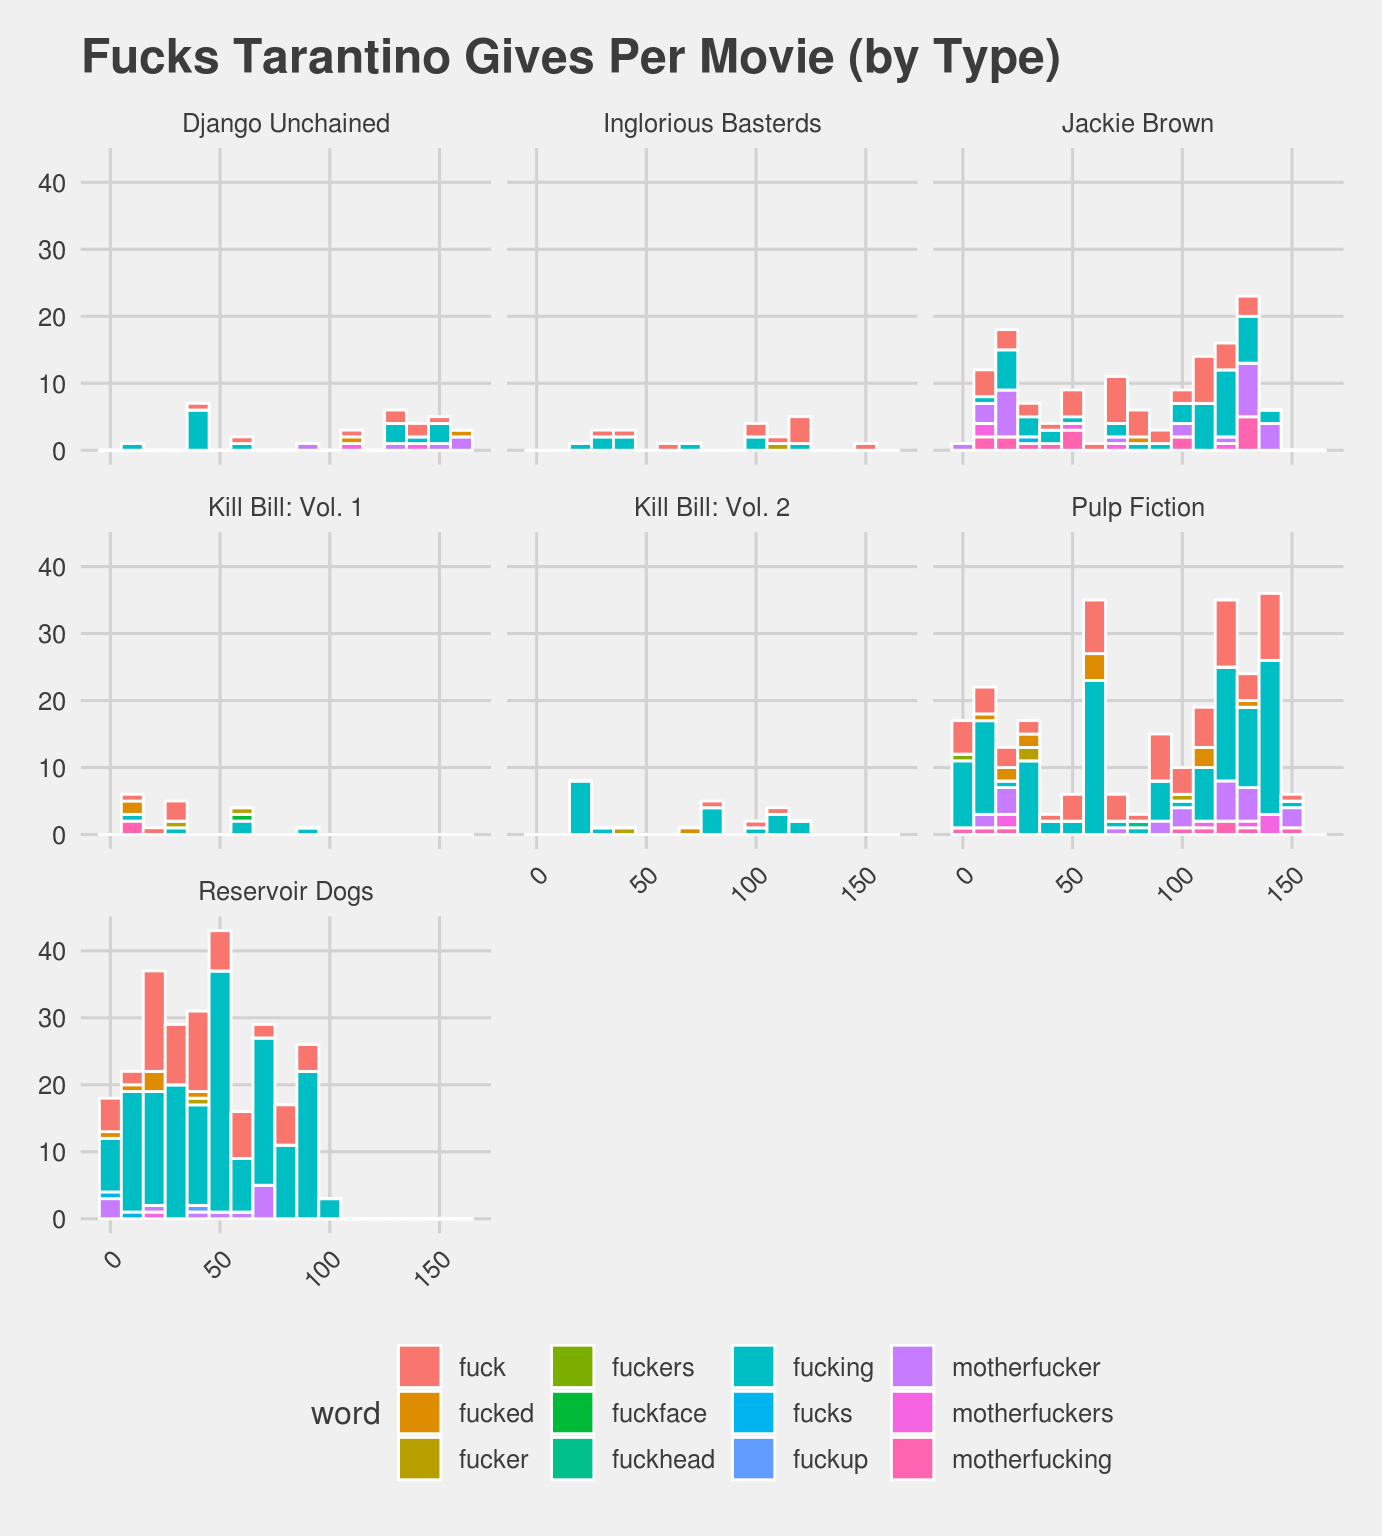 Fucks Tarantino Gives Per Movie (by Type)
Django Unchained
Inglorious Basterds
Jackie Brown
40
30
20
10
0
Kill Bill: Vol. 1
Kill Bill: Vol. 2
Pulp Fiction
40
30
20
10
0
0 50 100 150
0 50 100 150
Reservoir Dogs
40
30
20
10
0
0 50 100 150
word
fuck
fucked
fucker
fuckers
fuckface
fuckhead
fucking
fucks
fuckup
motherfucker
motherfuckers
motherfucking